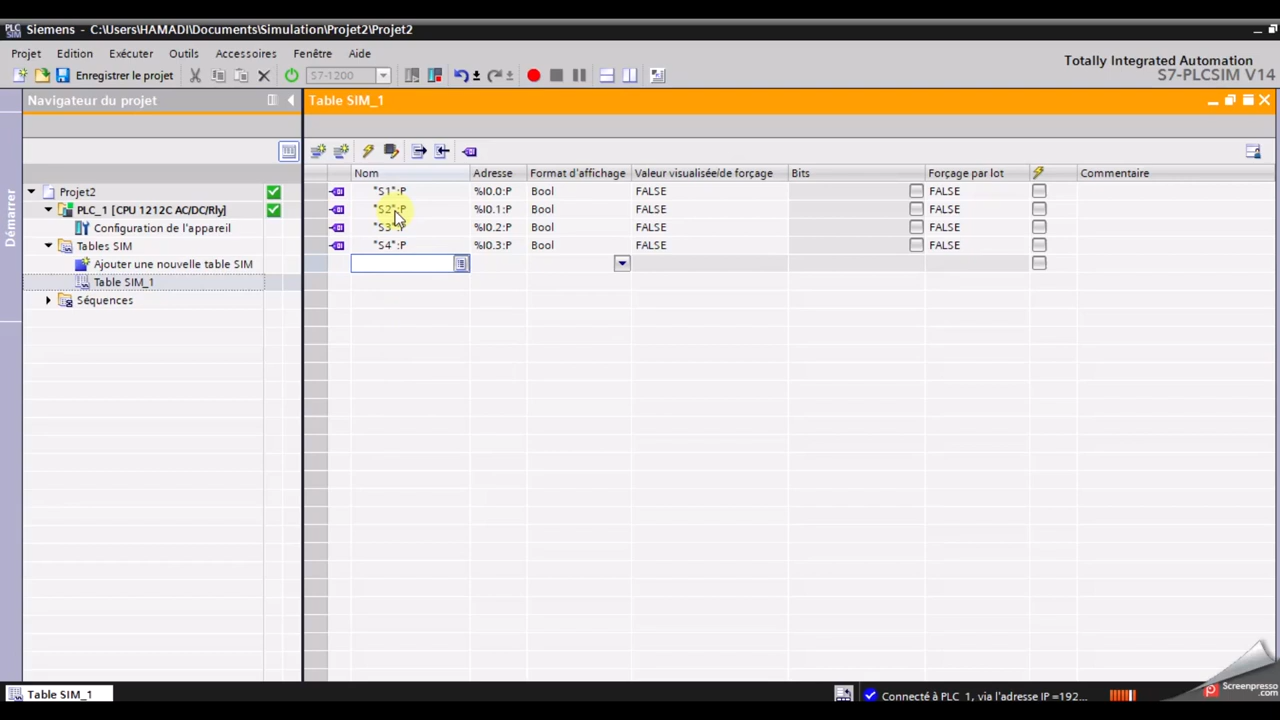 PLC SIM
Siemens - C:\Users\HAMADI\Documents\Simulation\Projet2\Projet2
Projet Edition Exécuter Outils Accessoires Fenêtre Aide
Totally Integrated Automation
S7-PLCSIM V14
Enregistrer le projet S7-1200
Navigateur du projet
Table SIM_1
Démarrer
Nom Adresse Format d'affichage Valeur visualisée/de forçage Bits Forçage par lot Commentaire
"S1":P %I0.0:P Bool FALSE FALSE
"S2":P %I0.1:P Bool FALSE FALSE
"S3":P %I0.2:P Bool FALSE FALSE
"S4":P %I0.3:P Bool FALSE FALSE
Projet2
PLC_1 [CPU 1212C AC/DC/Rly]
Configuration de l'appareil
Tables SIM
Ajouter une nouvelle table SIM
Table SIM_1
Séquences
Table SIM_1
Connecté à PLC_1, via l'adresse IP =192...
Screenpresso
.com